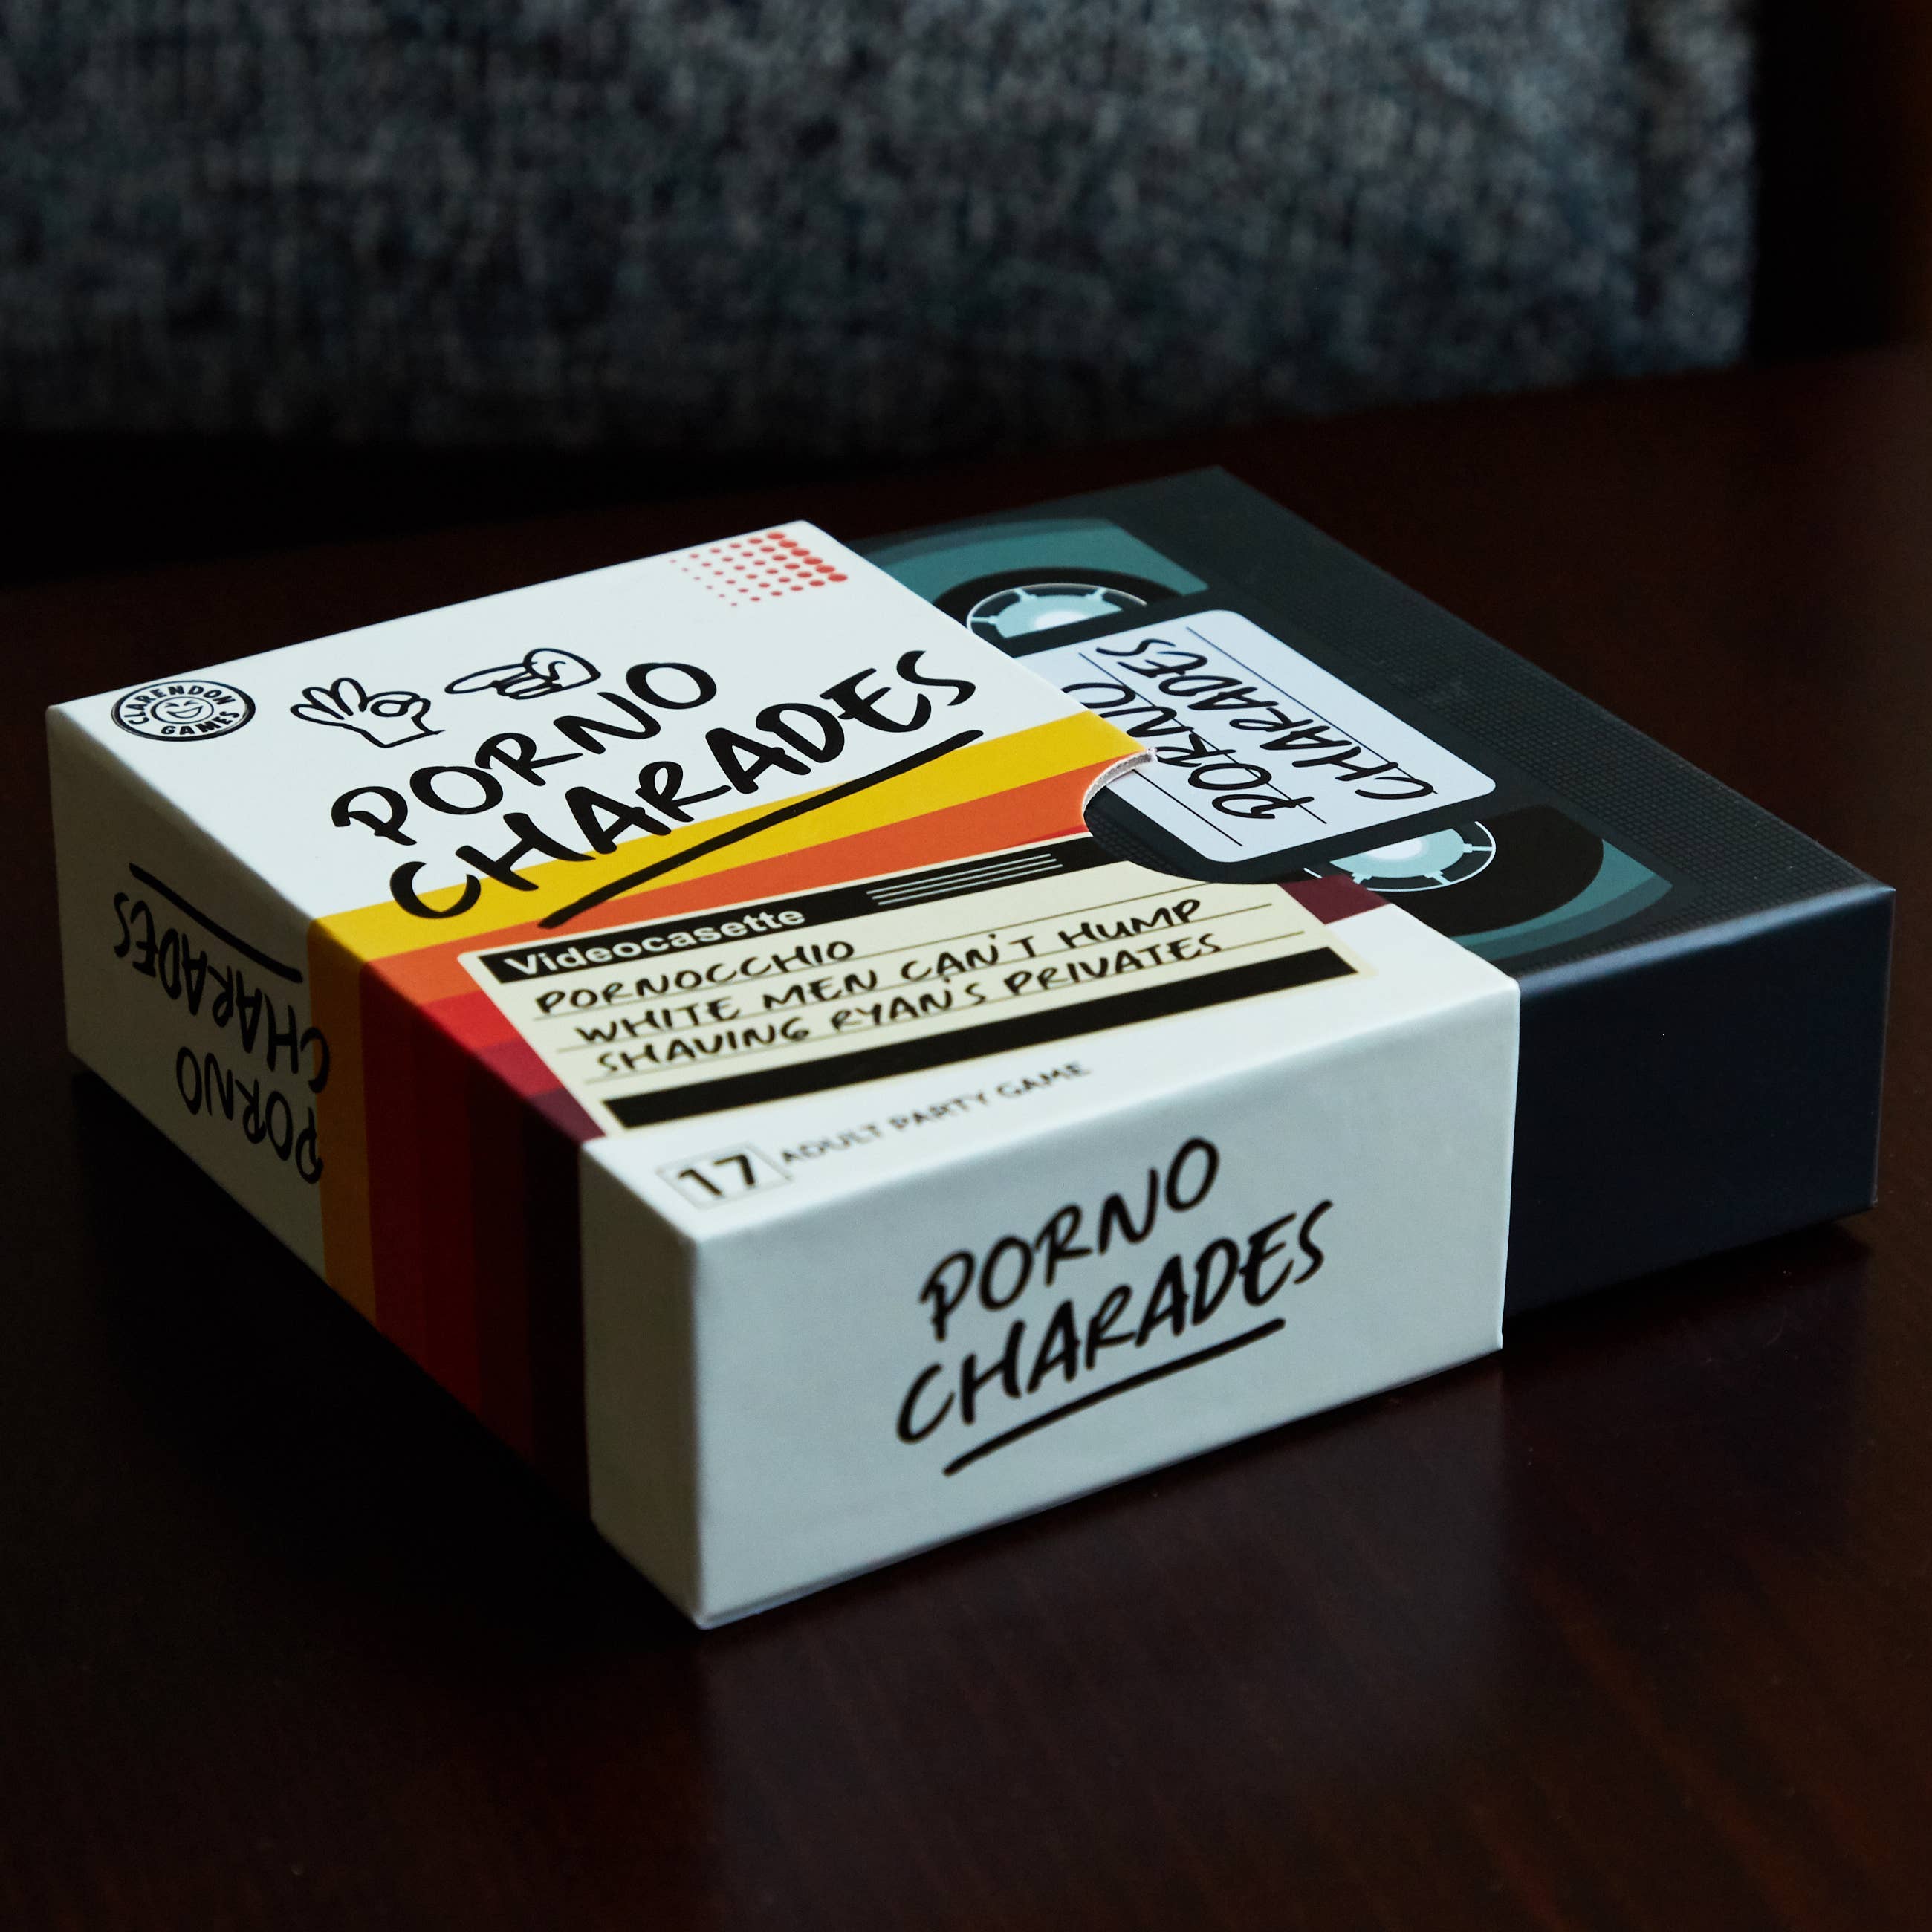 CLARENDON
GAMES
PORNO
CHARADES
Videocasette
PORNOCCHIO
WHITE MEN CAN'T HUMP
SHAVING RYAN'S PRIVATES
17 ADULT PARTY GAME
PORNO
CHARADES
PORNO
CHARADES
PORNO
CHARADES